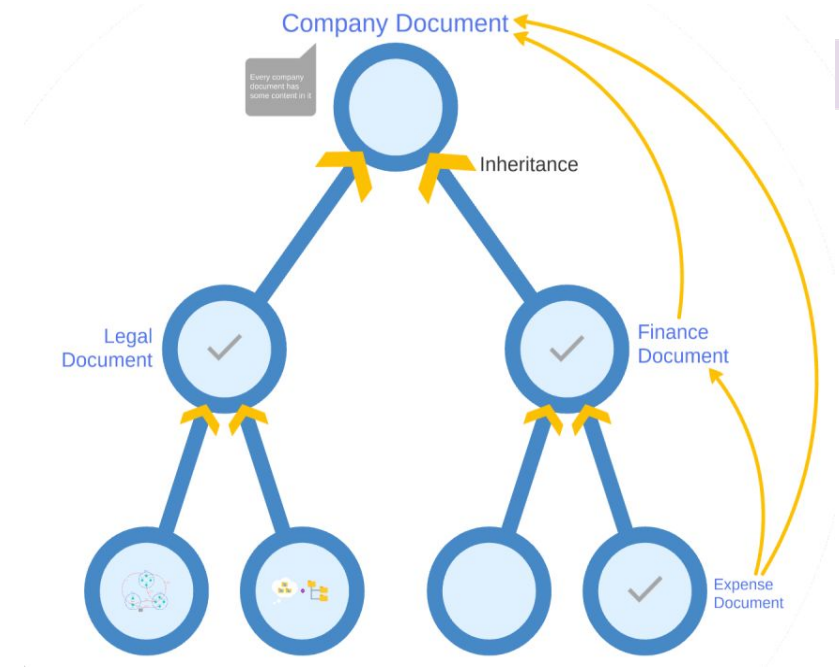 Company Document
Every company
document has
some content in it
Inheritance
Legal
Document
Finance
Document
Expense
Document